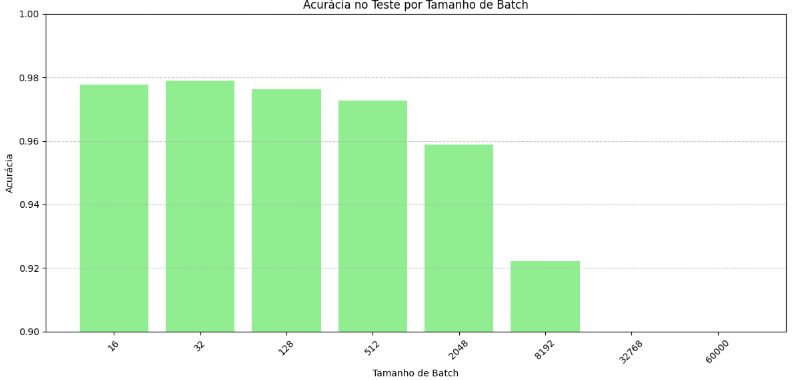 Acurácia no Teste por Tamanho de Batch
1.00
0.98
0.96
0.94
0.92
0.90
Acurácia
16 32 128 512 2048 8192 32768 60000
Tamanho de Batch